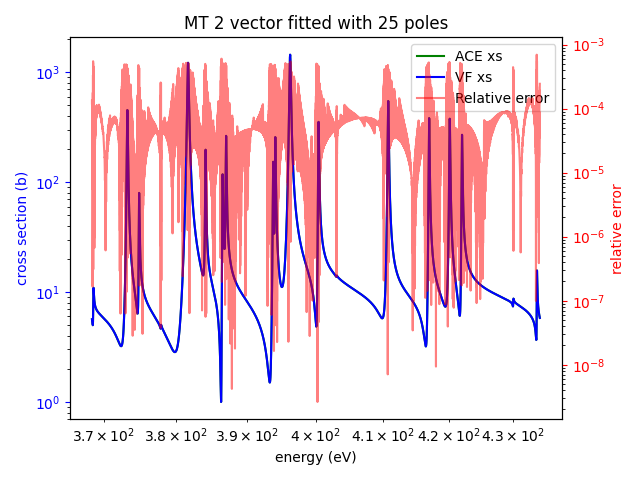 MT 2 vector fitted with 25 poles
ACE xs
VF xs
Relative error
10³
10²
10¹
10⁰
cross section (b)
10⁻³
10⁻⁴
10⁻⁵
10⁻⁶
10⁻⁷
10⁻⁸
relative error
3.7 × 10² 3.8 × 10² 3.9 × 10² 4 × 10² 4.1 × 10² 4.2 × 10² 4.3 × 10²
energy (eV)